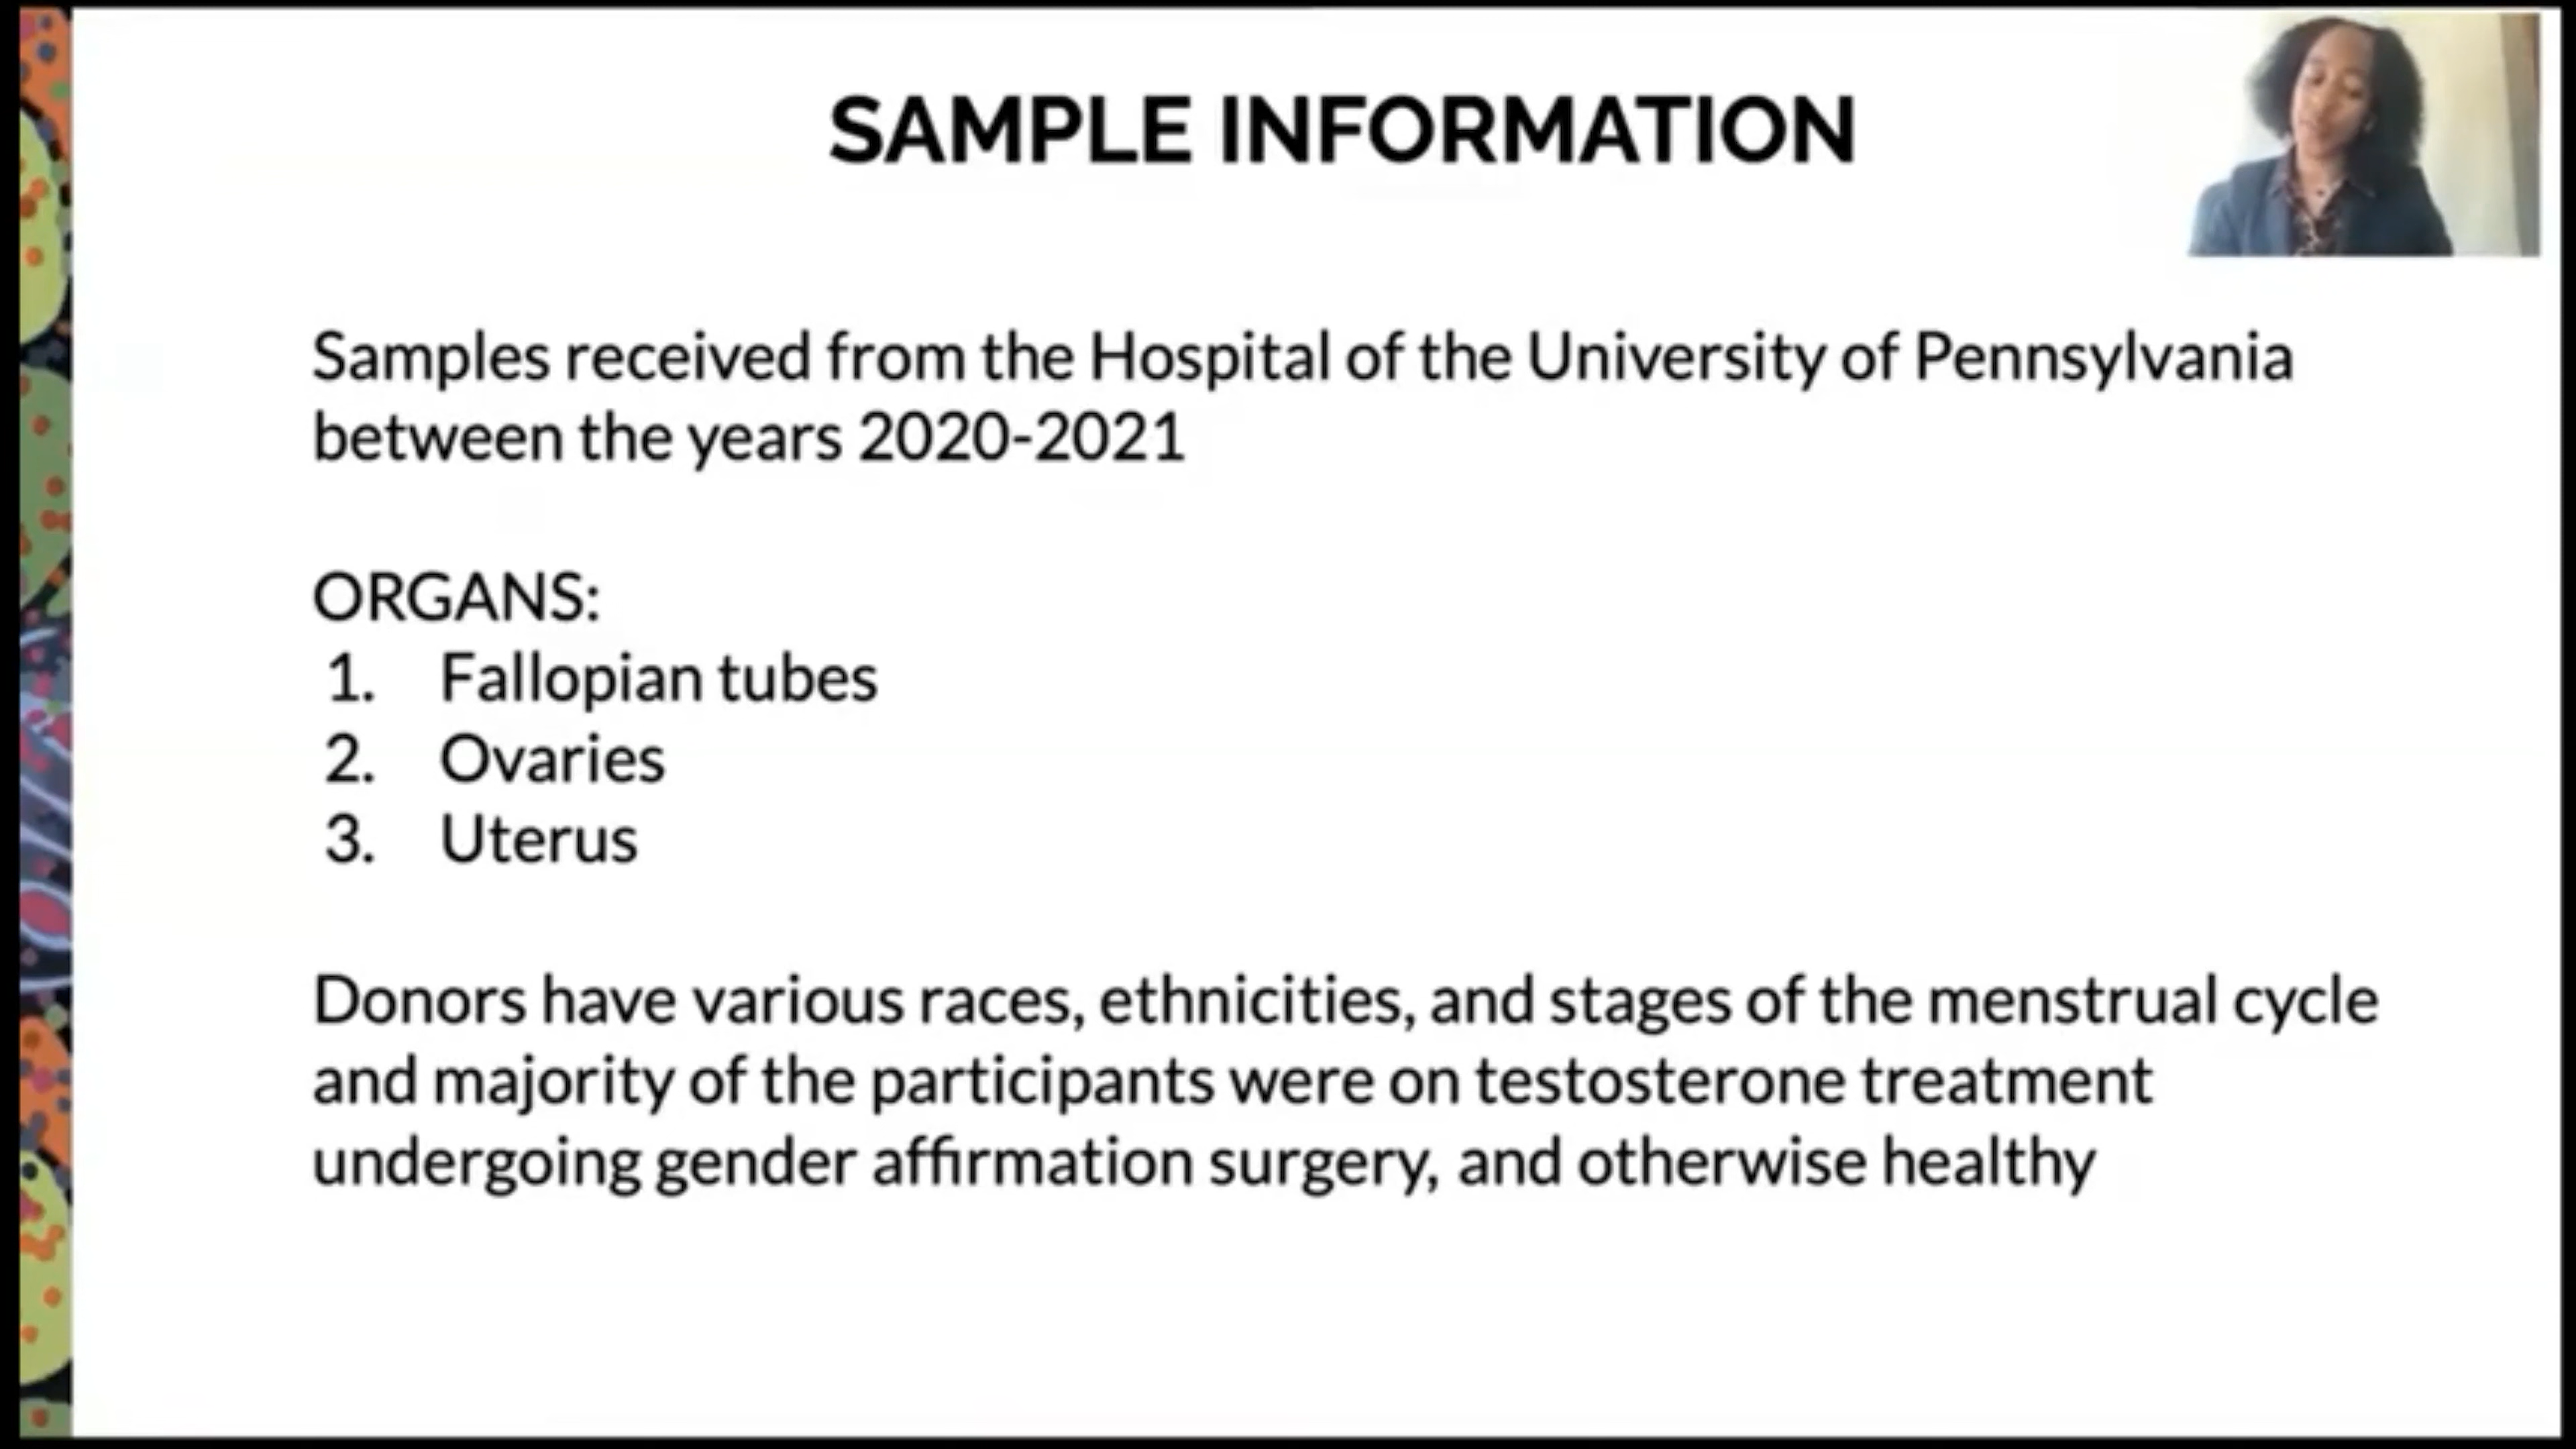 SAMPLE INFORMATION
Samples received from the Hospital of the University of Pennsylvania
between the years 2020-2021
ORGANS:
1. Fallopian tubes
2. Ovaries
3. Uterus
Donors have various races, ethnicities, and stages of the menstrual cycle
and majority of the participants were on testosterone treatment
undergoing gender affirmation surgery, and otherwise healthy